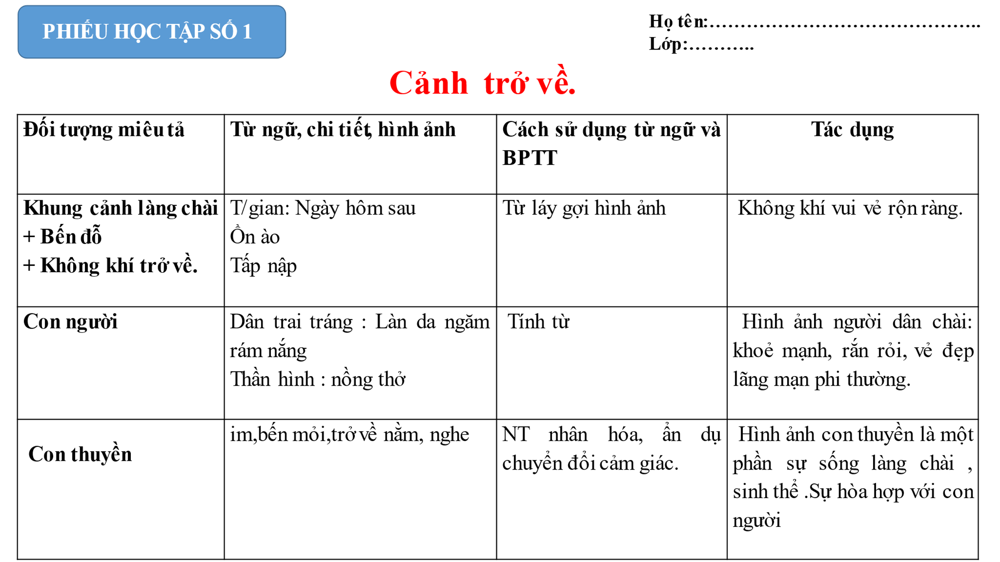 PHIẾU HỌC TẬP SỐ 1
Họ tên:…………………………………………..
Lớp:………...
Cảnh trở về.
Đối tượng miêu tả
Từ ngữ, chi tiết, hình ảnh
Cách sử dụng từ ngữ và
BPTT
Tác dụng
Khung cảnh làng chài
+ Bến đỗ
+ Không khí trở về.
T/gian: Ngày hôm sau
Ồn ào
Tấp nập
Từ láy gợi hình ảnh
Không khí vui vẻ rộn ràng.
Con người
Dân trai tráng : Làn da ngăm
rám nắng
Thần hình : nồng thở
Tính từ
Hình ảnh người dân chài:
khoẻ mạnh, rắn rỏi, vẻ đẹp
lãng mạn phi thường.
Con thuyền
im,bến mỏi,trở về nằm, nghe
NT nhân hóa, ẩn dụ
chuyển đổi cảm giác.
Hình ảnh con thuyền là một
phần sự sống làng chài ,
sinh thể .Sự hòa hợp với con
người